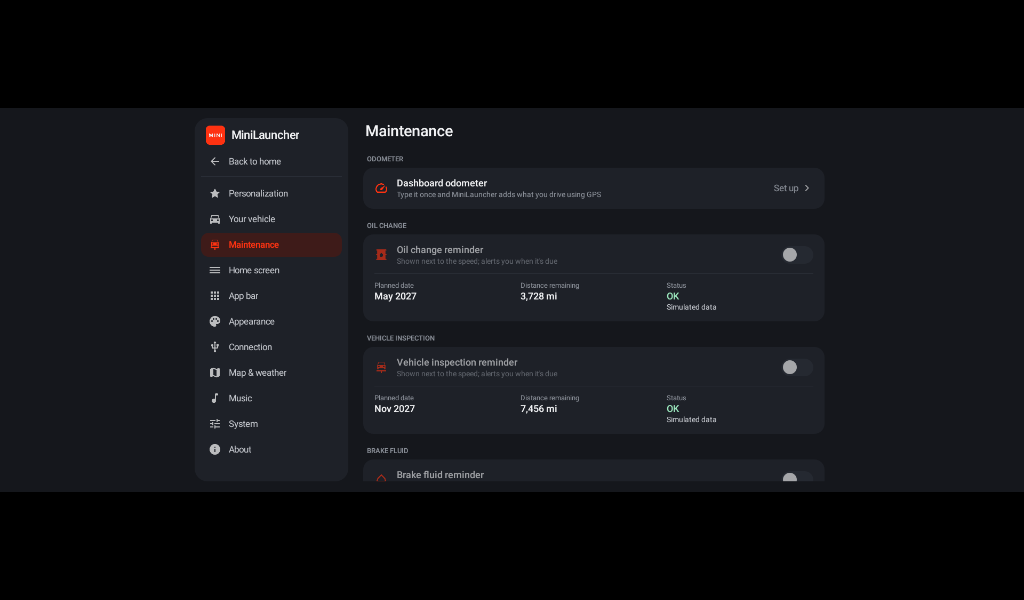 MINI
MiniLauncher
Back to home
Personalization
Your vehicle
Maintenance
Home screen
App bar
Appearance
Connection
Map & weather
Music
System
About
Maintenance
ODOMETER
Dashboard odometer
Type it once and MiniLauncher adds what you drive using GPS
Set up
OIL CHANGE
Oil change reminder
Shown next to the speed; alerts you when it's due
Planned date
Distance remaining
Status
May 2027
3,728 mi
OK
Simulated data
VEHICLE INSPECTION
Vehicle inspection reminder
Shown next to the speed; alerts you when it's due
Planned date
Distance remaining
Status
Nov 2027
7,456 mi
OK
Simulated data
BRAKE FLUID
Brake fluid reminder